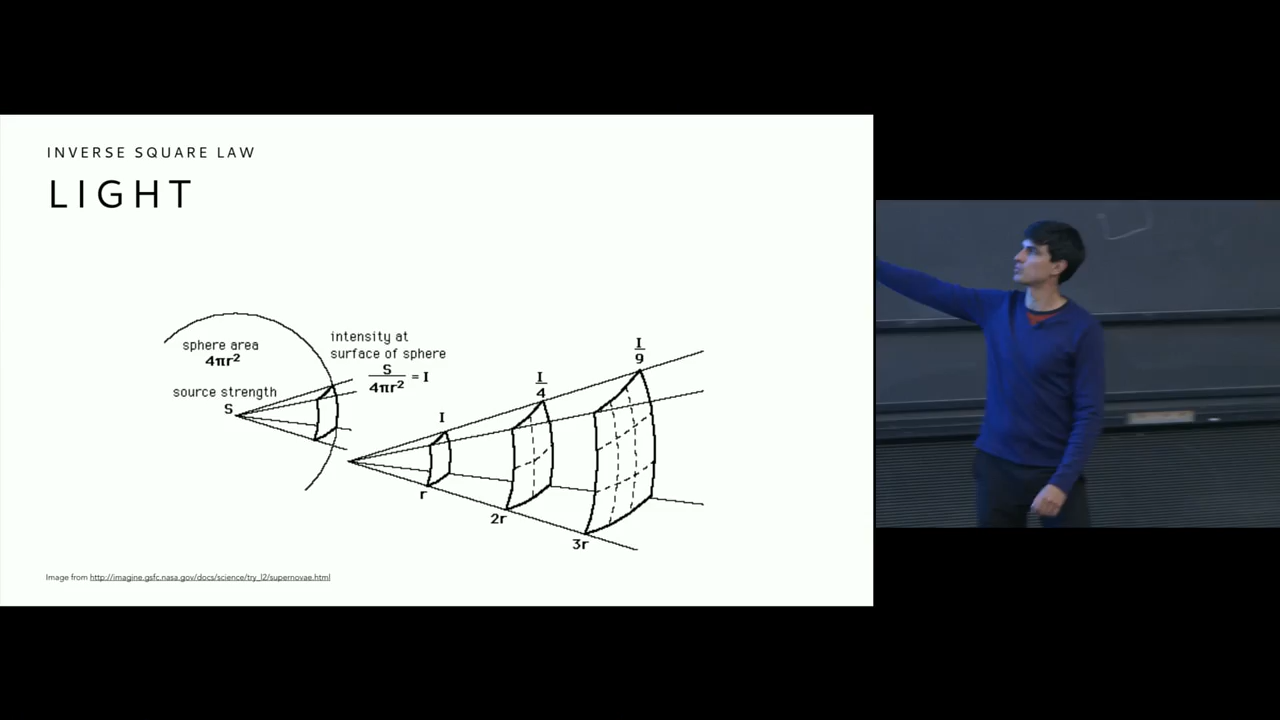 INVERSE SQUARE LAW
LIGHT
sphere area
4πr²
source strength
S
intensity at
surface of sphere
S
4πr²
= I
I
r
I
4
2r
I
9
3r
Image from http://imagine.gsfc.nasa.gov/docs/science/try_l2/supernovae.html